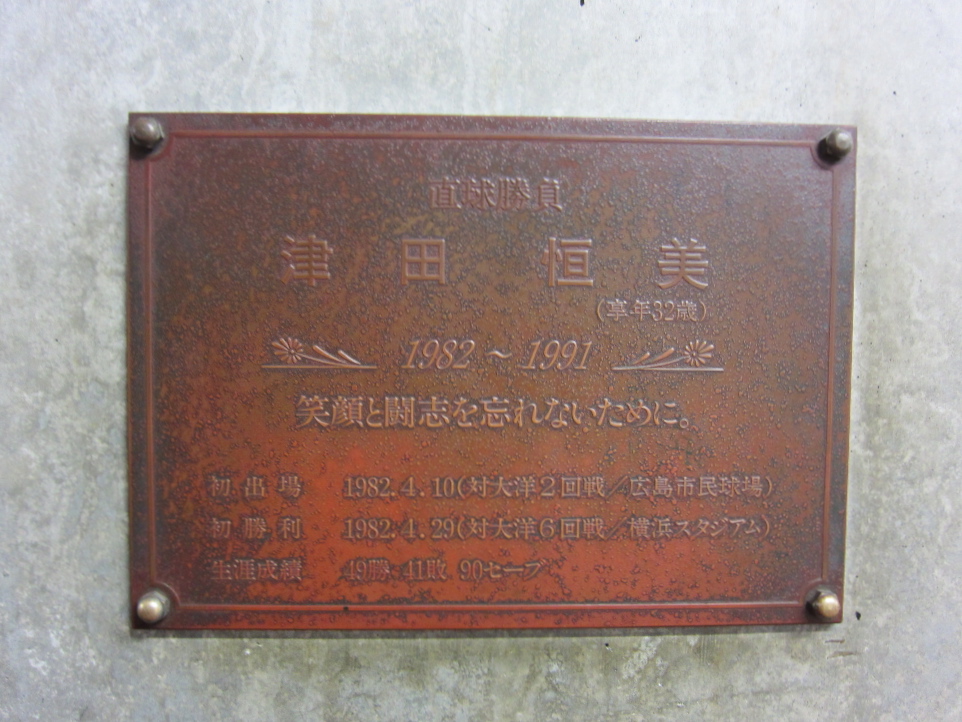 直球勝負
津田 恒美
(享年32歳)
1982 ~ 1991
笑顔と闘志を忘れないために。
初出場 1982.4.10(対大洋2回戦/広島市民球場)
初勝利 1982.4.29(対大洋6回戦/横浜スタジアム)
生涯成績 49勝 41敗 90セーブ